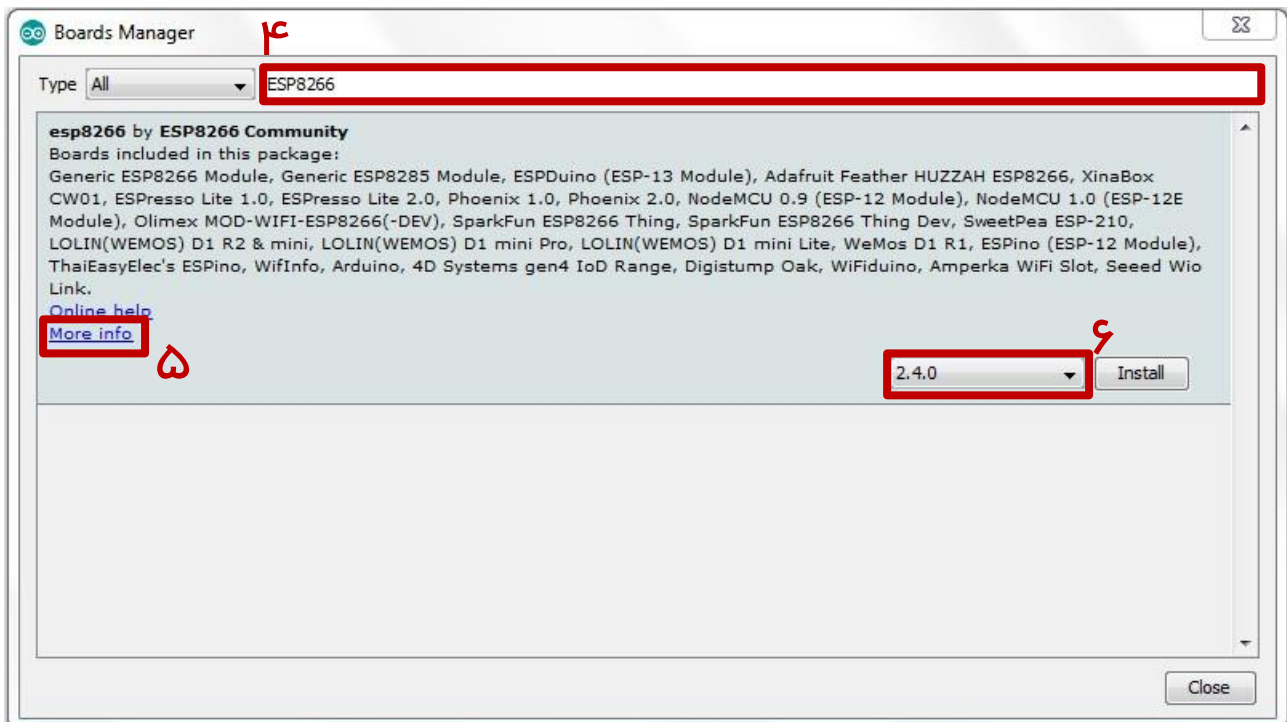 Boards Manager
۴
Type All ESP8266
esp8266 by ESP8266 Community
Boards included in this package:
Generic ESP8266 Module, Generic ESP8285 Module, ESPDuino (ESP-13 Module), Adafruit Feather HUZZAH ESP8266, XinaBox
CW01, ESPresso Lite 1.0, ESPresso Lite 2.0, Phoenix 1.0, Phoenix 2.0, NodeMCU 0.9 (ESP-12 Module), NodeMCU 1.0 (ESP-12E
Module), Olimex MOD-WIFI-ESP8266(-DEV), SparkFun ESP8266 Thing, SparkFun ESP8266 Thing Dev, SweetPea ESP-210,
LOLIN(WEMOS) D1 R2 & mini, LOLIN(WEMOS) D1 mini Pro, LOLIN(WEMOS) D1 mini Lite, WeMos D1 R1, ESPino (ESP-12 Module),
ThaiEasyElec's ESPino, WifInfo, Arduino, 4D Systems gen4 IoD Range, Digistump Oak, WiFiduino, Amperka WiFi Slot, Seeed Wio
Link.
Online help
More info
۵
۶
2.4.0 Install
Close